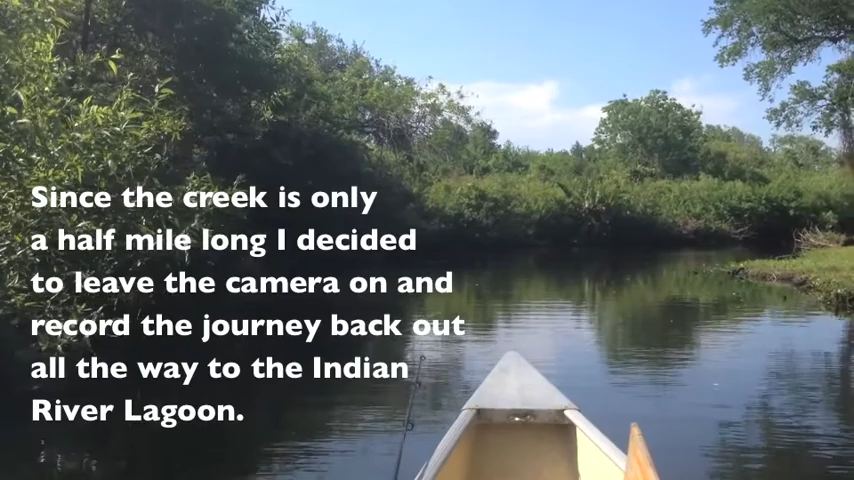 Since the creek is only
a half mile long I decided
to leave the camera on and
record the journey back out
all the way to the Indian
River Lagoon.